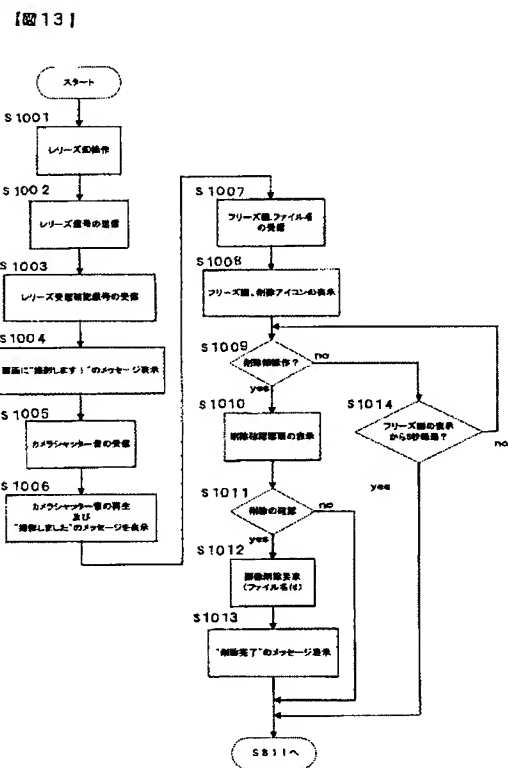 【図13】
スタート
S1001
レリーズ釦操作
S1002
レリーズ信号の送信
S1003
レリーズ受信確認信号の受信
S1004
画面に"撮影します!"のメッセージ表示
S1005
カメラシャッター音の受信
S1006
カメラシャッター音の再生
及び
"撮影しました"のメッセージを表示
S1007
フリーズ画、ファイル名
の受信
S1008
フリーズ画、削除アイコンの表示
S1009
削除釦操作?
no
yes
S1010
削除確認画面の表示
S1011
削除の確認
no
yes
S1012
画像削除要求
(ファイル名付)
S1013
"削除完了"のメッセージ表示
S1014
フリーズ画の表示
から5秒経過?
no
yes
S811へ